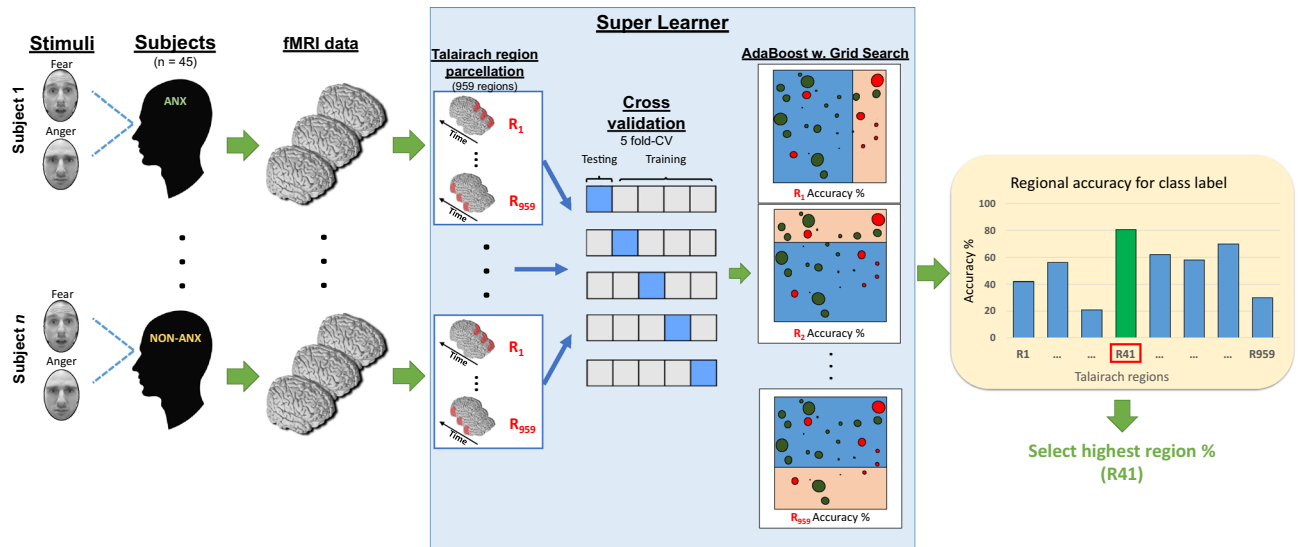 Super Learner
Stimuli
Subjects
(n = 45)
fMRI data
Subject 1
Fear
Anger
ANX
Subject n
Fear
Anger
NON-ANX
Talairach region
parcellation
(959 regions)
R1
Time
R959
Time
R1
Time
R959
Time
Cross
validation
5 fold-CV
Testing
Training
AdaBoost w. Grid Search
R1 Accuracy %
R2 Accuracy %
R959 Accuracy %
Regional accuracy for class label
Accuracy %
100
80
60
40
20
0
R1 ... ... R41 ... ... ... R959
Talairach regions
Select highest region %
(R41)